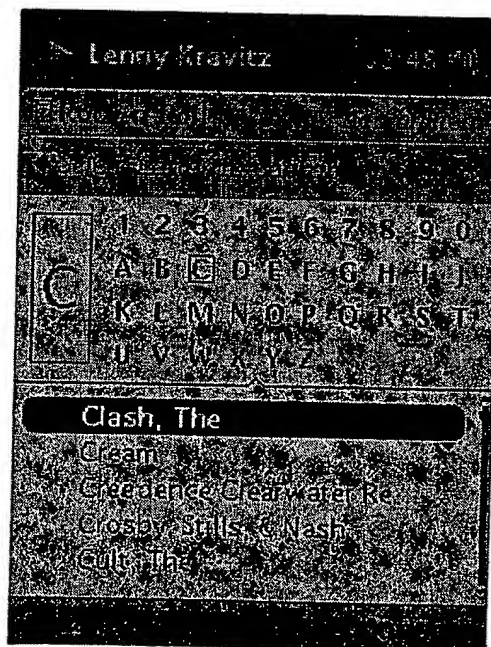 Lenny Kravitz
1 2 3 4 5 6 7 8 9 0
C
A B C D E F G H I J
K L M N O P Q R S T
U V W X Y Z
Clash, The
Cream
Creedence Clearwater Re
Crosby, Stills, & Nash
Cult, The